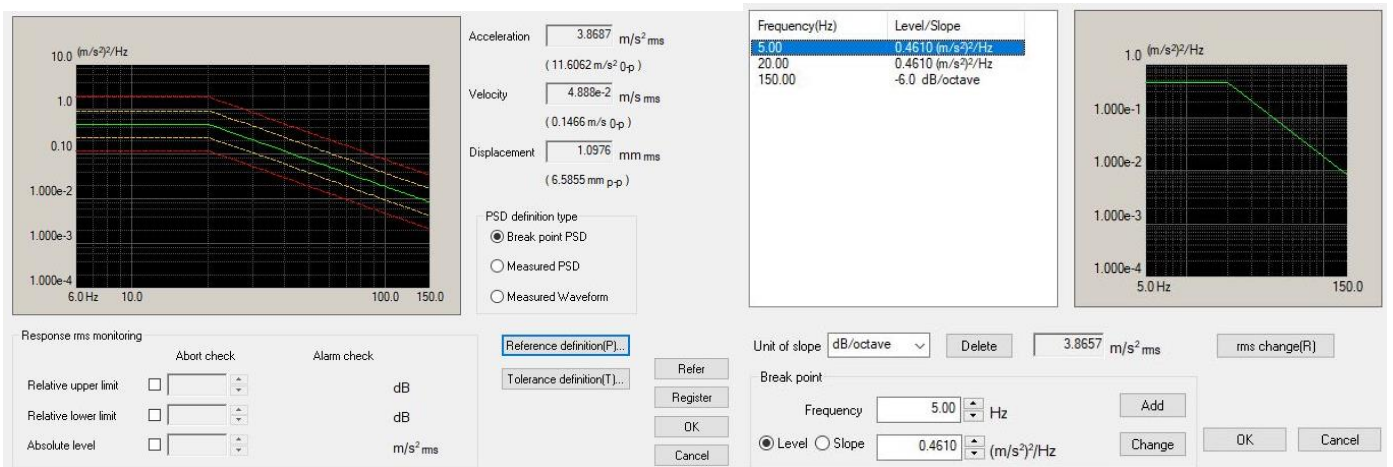 10.0 (m/s²)²/Hz
1.0
0.10
1.000e-2
1.000e-3
1.000e-4
6.0 Hz 10.0 100.0 150.0
Acceleration 3.8687 m/s² rms
( 11.6062 m/s² 0-p )
Velocity 4.888e-2 m/s rms
( 0.1466 m/s 0-p )
Displacement 1.0976 mm rms
( 6.5855 mm p-p )
PSD definition type
Break point PSD
Measured PSD
Measured Waveform
Response rms monitoring
Abort check Alarm check
Relative upper limit dB
Relative lower limit dB
Absolute level m/s² rms
Reference definition(P)...
Tolerance definition(T)...
Refer
Register
OK
Cancel
Frequency(Hz) Level/Slope
5.00 0.4610 (m/s²)²/Hz
20.00 0.4610 (m/s²)²/Hz
150.00 -6.0 dB/octave
1.0 (m/s²)²/Hz
1.000e-1
1.000e-2
1.000e-3
1.000e-4
5.0 Hz 150.0
Unit of slope dB/octave Delete 3.8657 m/s² rms rms change(R)
Break point
Frequency 5.00 Hz Add
Level Slope 0.4610 (m/s²)²/Hz Change OK Cancel